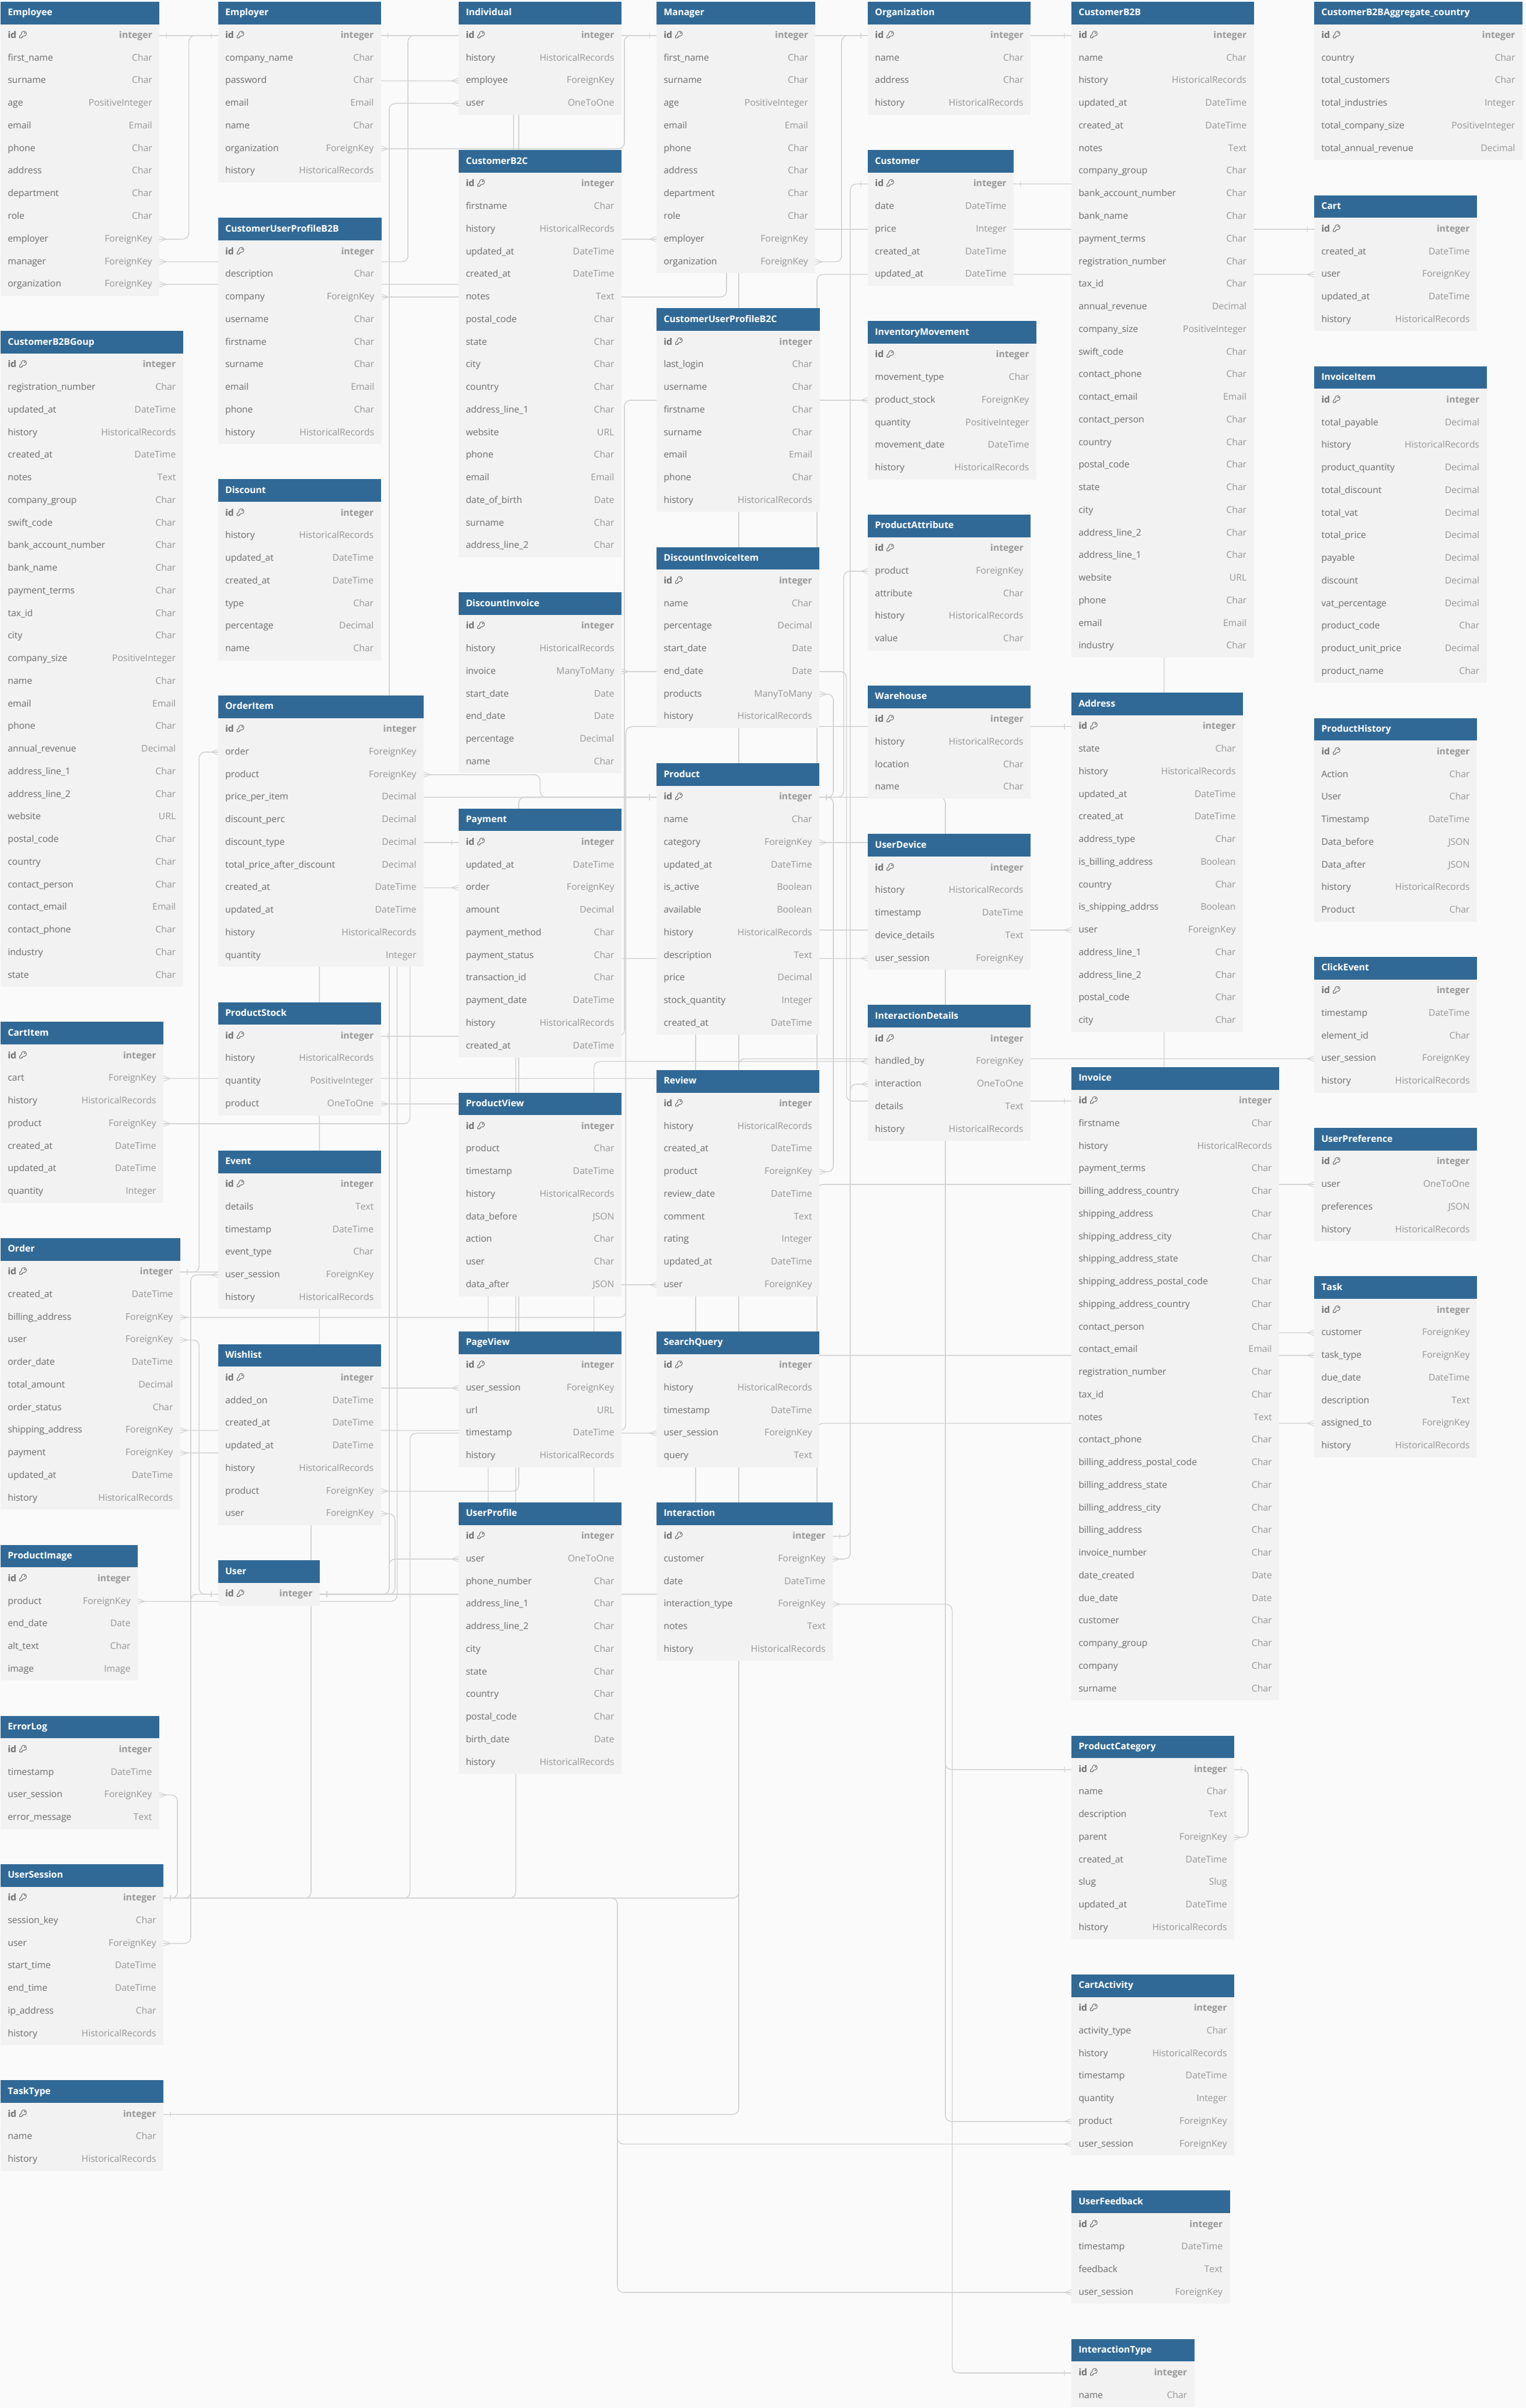 Employee
id integer
first_name Char
surname Char
age PositiveInteger
email Email
phone Char
address Char
department Char
role Char
employer ForeignKey
manager ForeignKey
organization ForeignKey
CustomerB2BGoup
id integer
registration_number Char
updated_at DateTime
history HistoricalRecords
created_at DateTime
notes Text
company_group Char
swift_code Char
bank_account_number Char
bank_name Char
payment_terms Char
tax_id Char
city Char
company_size PositiveInteger
name Char
email Email
phone Char
annual_revenue Decimal
address_line_1 Char
address_line_2 Char
website URL
postal_code Char
country Char
contact_person Char
contact_email Email
contact_phone Char
industry Char
state Char
CartItem
id integer
cart ForeignKey
history HistoricalRecords
product ForeignKey
created_at DateTime
updated_at DateTime
quantity Integer
Order
id integer
created_at DateTime
billing_address ForeignKey
user ForeignKey
order_date DateTime
total_amount Decimal
order_status Char
shipping_address ForeignKey
payment ForeignKey
updated_at DateTime
history HistoricalRecords
ProductImage
id integer
product ForeignKey
end_date Date
alt_text Char
image Image
ErrorLog
id integer
timestamp DateTime
user_session ForeignKey
error_message Text
UserSession
id integer
session_key Char
user ForeignKey
start_time DateTime
end_time DateTime
ip_address Char
history HistoricalRecords
TaskType
id integer
name Char
history HistoricalRecords
Employer
id integer
company_name Char
password Char
email Email
name Char
organization ForeignKey
history HistoricalRecords
CustomerUserProfileB2B
id integer
description Char
company ForeignKey
username Char
firstname Char
surname Char
email Email
phone Char
history HistoricalRecords
Discount
id integer
history HistoricalRecords
updated_at DateTime
created_at DateTime
type Char
percentage Decimal
name Char
OrderItem
id integer
order ForeignKey
product ForeignKey
price_per_item Decimal
discount_perc Decimal
discount_type Decimal
total_price_after_discount Decimal
created_at DateTime
updated_at DateTime
history HistoricalRecords
quantity Integer
ProductStock
id integer
history HistoricalRecords
quantity PositiveInteger
product OneToOne
Event
id integer
details Text
timestamp DateTime
event_type Char
user_session ForeignKey
history HistoricalRecords
Wishlist
id integer
added_on DateTime
created_at DateTime
updated_at DateTime
history HistoricalRecords
product ForeignKey
user ForeignKey
User
id integer
Individual
id integer
history HistoricalRecords
employee ForeignKey
user OneToOne
CustomerB2C
id integer
firstname Char
history HistoricalRecords
updated_at DateTime
created_at DateTime
notes Text
postal_code Char
state Char
city Char
country Char
address_line_1 Char
website URL
phone Char
email Email
date_of_birth Date
surname Char
address_line_2 Char
DiscountInvoice
id integer
history HistoricalRecords
invoice ManyToMany
start_date Date
end_date Date
percentage Decimal
name Char
Payment
id integer
updated_at DateTime
order ForeignKey
amount Decimal
payment_method Char
payment_status Char
transaction_id Char
payment_date DateTime
history HistoricalRecords
created_at DateTime
ProductView
id integer
product Char
timestamp DateTime
history HistoricalRecords
data_before JSON
action Char
user Char
data_after JSON
PageView
id integer
user_session ForeignKey
url URL
timestamp DateTime
history HistoricalRecords
UserProfile
id integer
user OneToOne
phone_number Char
address_line_1 Char
address_line_2 Char
city Char
state Char
country Char
postal_code Char
birth_date Date
history HistoricalRecords
Manager
id integer
first_name Char
surname Char
age PositiveInteger
email Email
phone Char
address Char
department Char
role Char
employer ForeignKey
organization ForeignKey
CustomerUserProfileB2C
id integer
last_login Char
username Char
firstname Char
surname Char
email Email
phone Char
history HistoricalRecords
DiscountInvoiceItem
id integer
name Char
percentage Decimal
start_date Date
end_date Date
products ManyToMany
history HistoricalRecords
Product
id integer
name Char
category ForeignKey
updated_at DateTime
is_active Boolean
available Boolean
history HistoricalRecords
description Text
price Decimal
stock_quantity Integer
created_at DateTime
Review
id integer
history HistoricalRecords
created_at DateTime
product ForeignKey
review_date DateTime
comment Text
rating Integer
updated_at DateTime
user ForeignKey
SearchQuery
id integer
history HistoricalRecords
timestamp DateTime
user_session ForeignKey
query Text
Interaction
id integer
customer ForeignKey
date DateTime
interaction_type ForeignKey
notes Text
history HistoricalRecords
Organization
id integer
name Char
address Char
history HistoricalRecords
Customer
id integer
date DateTime
price Integer
created_at DateTime
updated_at DateTime
InventoryMovement
id integer
movement_type Char
product_stock ForeignKey
quantity PositiveInteger
movement_date DateTime
history HistoricalRecords
ProductAttribute
id integer
product ForeignKey
attribute Char
history HistoricalRecords
value Char
Warehouse
id integer
history HistoricalRecords
location Char
name Char
UserDevice
id integer
history HistoricalRecords
timestamp DateTime
device_details Text
user_session ForeignKey
InteractionDetails
id integer
handled_by ForeignKey
interaction OneToOne
details Text
history HistoricalRecords
CustomerB2B
id integer
name Char
history HistoricalRecords
updated_at DateTime
created_at DateTime
notes Text
company_group Char
bank_account_number Char
bank_name Char
payment_terms Char
registration_number Char
tax_id Char
annual_revenue Decimal
company_size PositiveInteger
swift_code Char
contact_phone Char
contact_email Email
contact_person Char
country Char
postal_code Char
state Char
city Char
address_line_2 Char
address_line_1 Char
website URL
phone Char
email Email
industry Char
Address
id integer
state Char
history HistoricalRecords
updated_at DateTime
created_at DateTime
address_type Char
is_billing_address Boolean
country Char
is_shipping_addrss Boolean
user ForeignKey
address_line_1 Char
address_line_2 Char
postal_code Char
city Char
Invoice
id integer
firstname Char
history HistoricalRecords
payment_terms Char
billing_address_country Char
shipping_address Char
shipping_address_city Char
shipping_address_state Char
shipping_address_postal_code Char
shipping_address_country Char
contact_person Char
contact_email Email
registration_number Char
tax_id Char
notes Text
contact_phone Char
billing_address_postal_code Char
billing_address_state Char
billing_address_city Char
billing_address Char
invoice_number Char
date_created Date
due_date Date
customer Char
company_group Char
company Char
surname Char
ProductCategory
id integer
name Char
description Text
parent ForeignKey
created_at DateTime
slug Slug
updated_at DateTime
history HistoricalRecords
CartActivity
id integer
activity_type Char
history HistoricalRecords
timestamp DateTime
quantity Integer
product ForeignKey
user_session ForeignKey
UserFeedback
id integer
timestamp DateTime
feedback Text
user_session ForeignKey
InteractionType
id integer
name Char
CustomerB2BAggregate_country
id integer
country Char
total_customers Char
total_industries Integer
total_company_size PositiveInteger
total_annual_revenue Decimal
Cart
id integer
created_at DateTime
user ForeignKey
updated_at DateTime
history HistoricalRecords
InvoiceItem
id integer
total_payable Decimal
history HistoricalRecords
product_quantity Decimal
total_discount Decimal
total_vat Decimal
total_price Decimal
payable Decimal
discount Decimal
vat_percentage Decimal
product_code Char
product_unit_price Decimal
product_name Char
ProductHistory
id integer
Action Char
User Char
Timestamp DateTime
Data_before JSON
Data_after JSON
history HistoricalRecords
Product Char
ClickEvent
id integer
timestamp DateTime
element_id Char
user_session ForeignKey
history HistoricalRecords
UserPreference
id integer
user OneToOne
preferences JSON
history HistoricalRecords
Task
id integer
customer ForeignKey
task_type ForeignKey
due_date DateTime
description Text
assigned_to ForeignKey
history HistoricalRecords